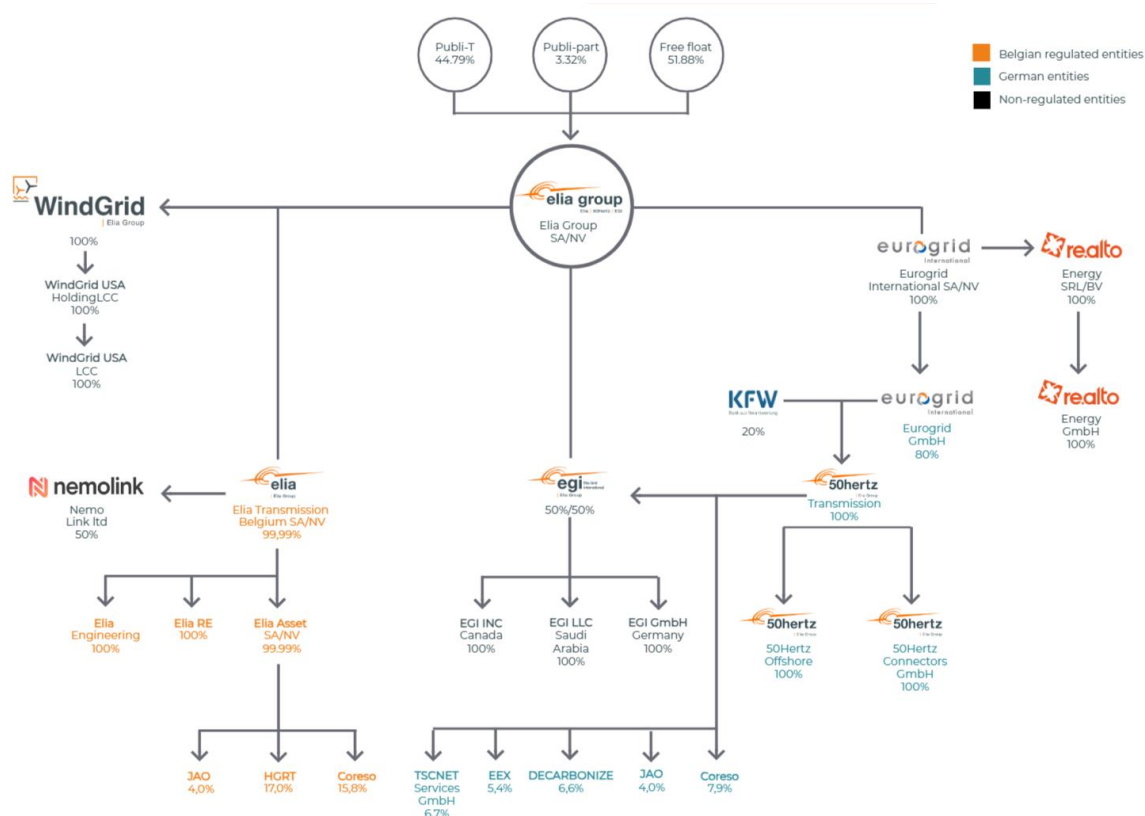 Publi-T
44.79%
Publi-part
3.32%
Free float
51.88%
Belgian regulated entities
German entities
Non-regulated entities
elia group
Elia | 50Hertz | EGI
Elia Group
SA/NV
WindGrid
Elia Group
100%
WindGrid USA
HoldingLCC
100%
WindGrid USA
LCC
100%
eurogrid
International
Eurogrid
International SA/NV
100%
re.alto
Energy
SRL/BV
100%
KFW
20%
eurogrid
International
Eurogrid
GmbH
80%
re.alto
Energy
GmbH
100%
nemolink
Nemo
Link ltd
50%
elia
Elia Group
Elia Transmission
Belgium SA/NV
99,99%
egi
Elia Group
50%/50%
50hertz
Elia Group
Transmission
100%
Elia
Engineering
100%
Elia RE
100%
Elia Asset
SA/NV
99.99%
EGI INC
Canada
100%
EGI LLC
Saudi
Arabia
100%
EGI GmbH
Germany
100%
50hertz
Elia Group
50Hertz
Offshore
100%
50hertz
Elia Group
50Hertz
Connectors
GmbH
100%
JAO
4,0%
HGRT
17,0%
Coreso
15,8%
TSCNET
Services
GmbH
6,7%
EEX
5,4%
DECARBONIZE
6,6%
JAO
4,0%
Coreso
7,9%